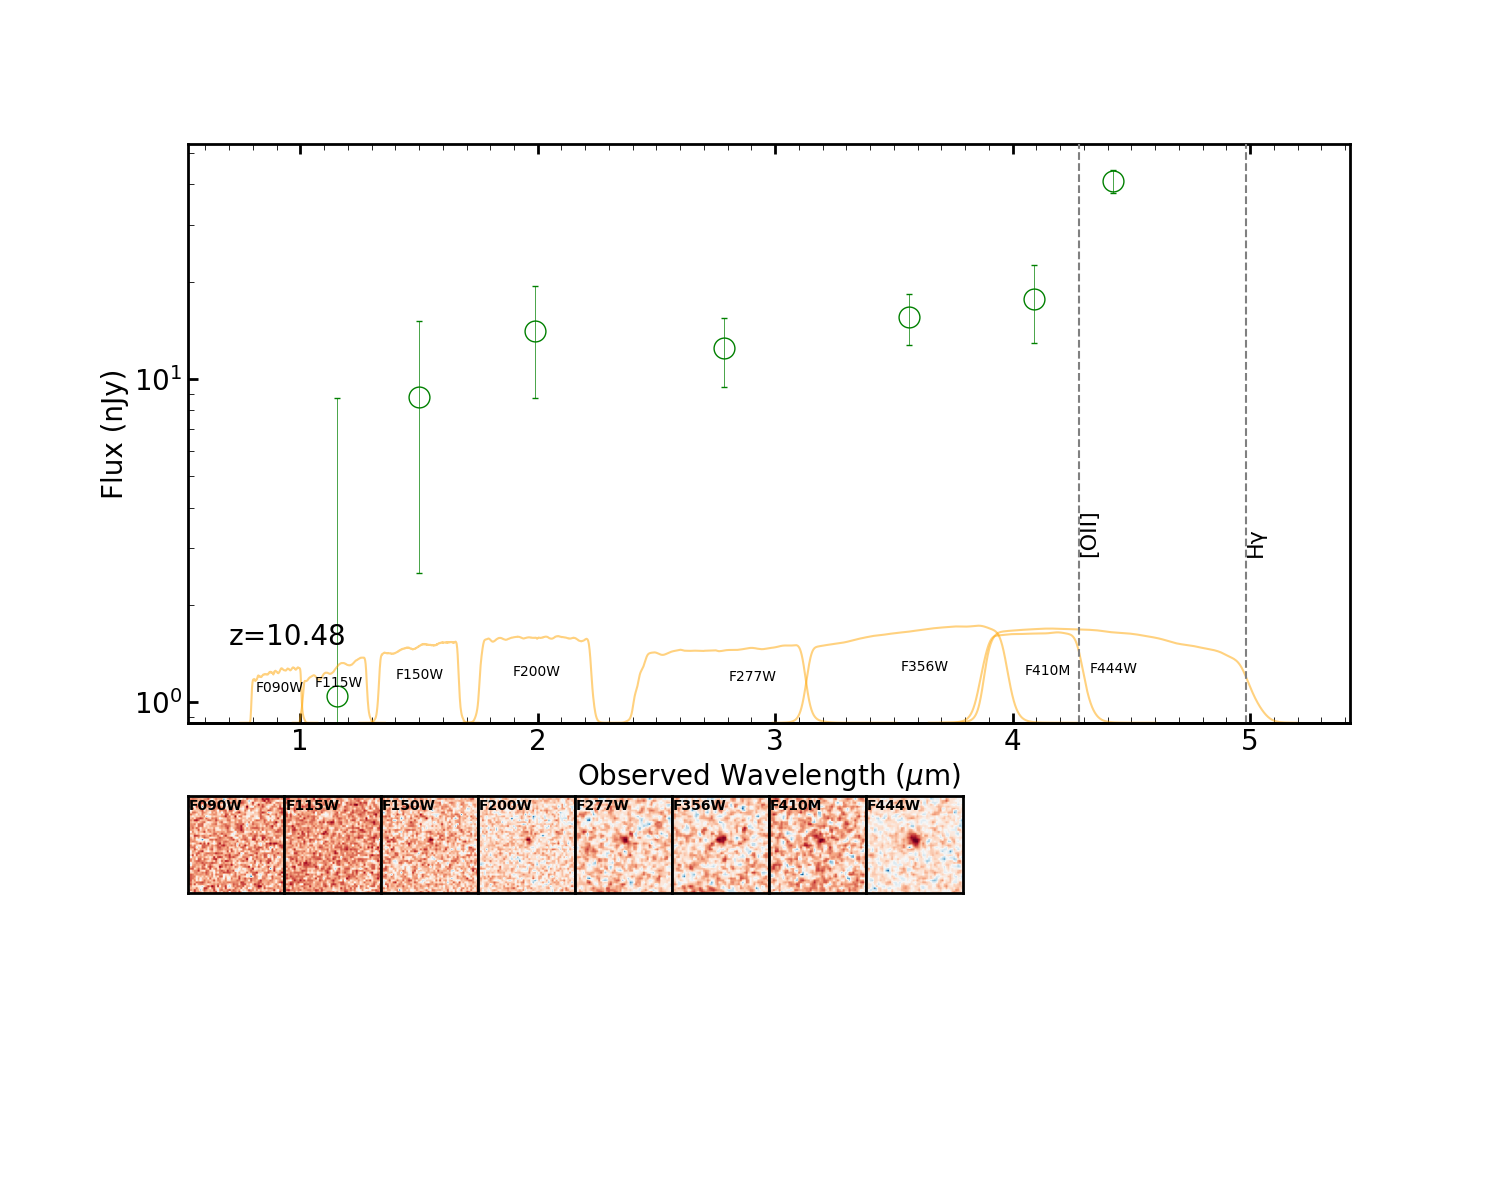 Flux (nJy)
10¹
10⁰
z=10.48
[OII]
Hγ
F090W
F115W
F150W
F200W
F277W
F356W
F410M
F444W
1 2 3 4 5
Observed Wavelength (μm)
F090W F115W F150W F200W F277W F356W F410M F444W